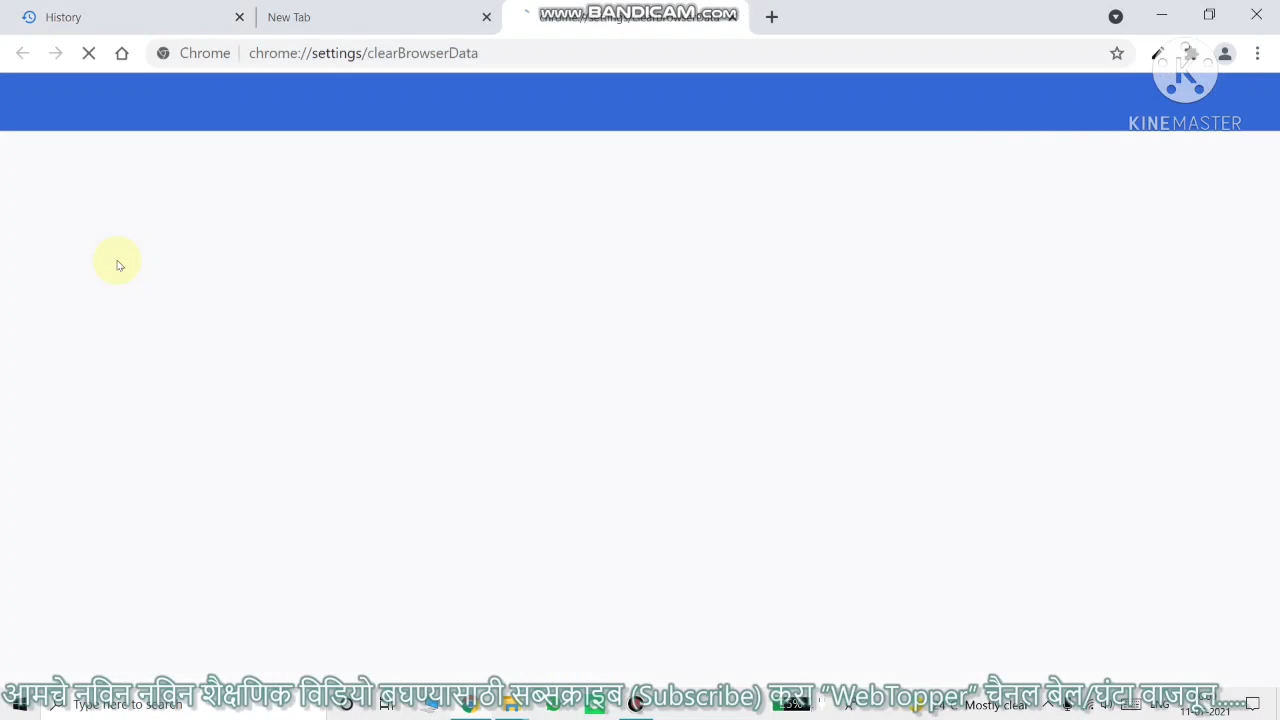 History
New Tab
www.BANDICAM.com
Chrome
chrome://settings/clearBrowserData
K
KINEMASTER
आमचे नविन नविन शैक्षणिक विडियो बघण्यासाठी सब्सक्राइब (Subscribe) करा "WebTopper" चॅनल बेल/घंटा वाजवून.....
Type here to search
Mostly clear
ENG